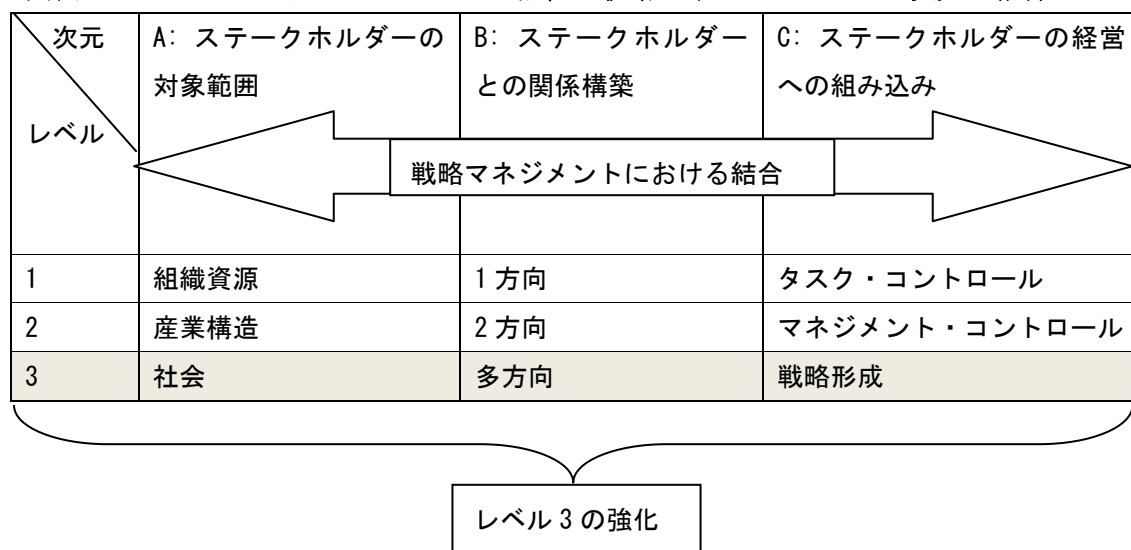 次元
レベル
A: ステークホルダーの
対象範囲
B: ステークホルダー
との関係構築
C: ステークホルダーの経営
への組み込み
戦略マネジメントにおける結合
1 組織資源 1方向 タスク・コントロール
2 産業構造 2方向 マネジメント・コントロール
3 社会 多方向 戦略形成
レベル3の強化